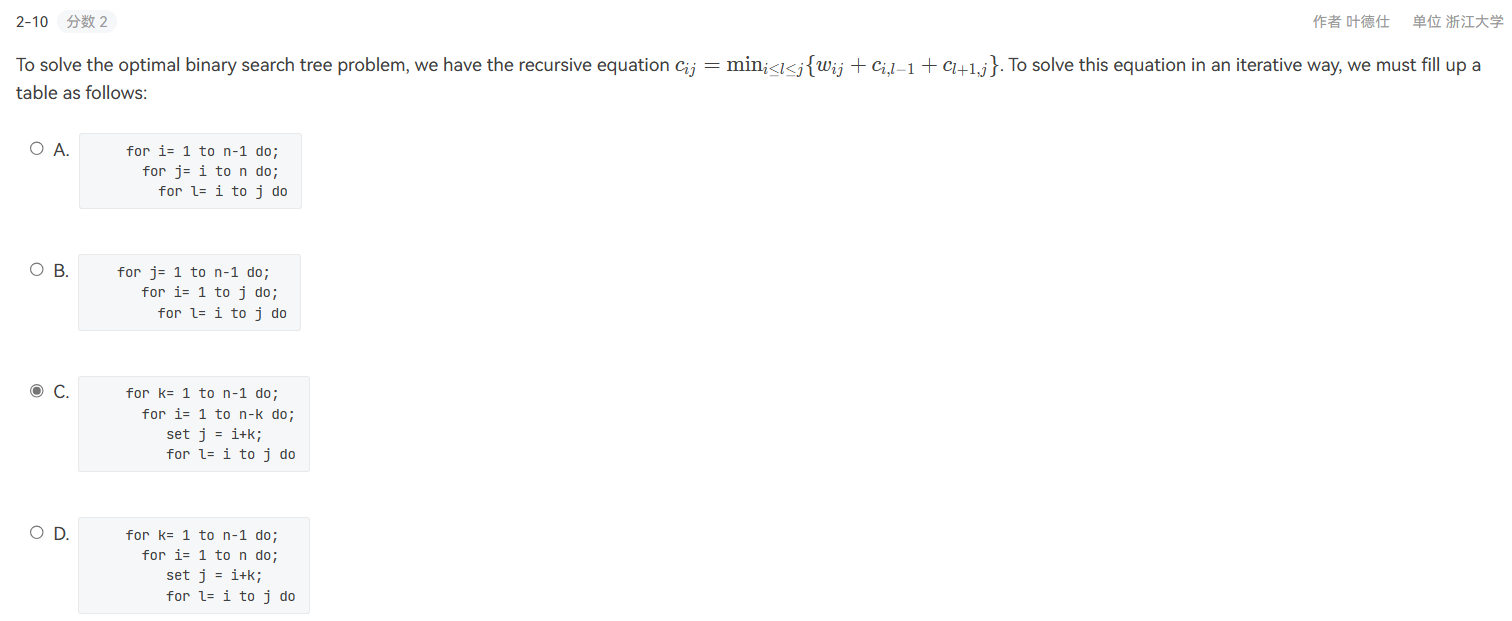 2-10 分数 2 作者 叶德仕 单位 浙江大学
To solve the optimal binary search tree problem, we have the recursive equation c_{ij} = min_{i≤l≤j}{w_{ij} + c_{i,l−1} + c_{l+1,j}}. To solve this equation in an iterative way, we must fill up a
table as follows:
A.
for i= 1 to n-1 do;
for j= i to n do;
for l= i to j do
B.
for j= 1 to n-1 do;
for i= 1 to j do;
for l= i to j do
C.
for k= 1 to n-1 do;
for i= 1 to n-k do;
set j = i+k;
for l= i to j do
D.
for k= 1 to n-1 do;
for i= 1 to n do;
set j = i+k;
for l= i to j do